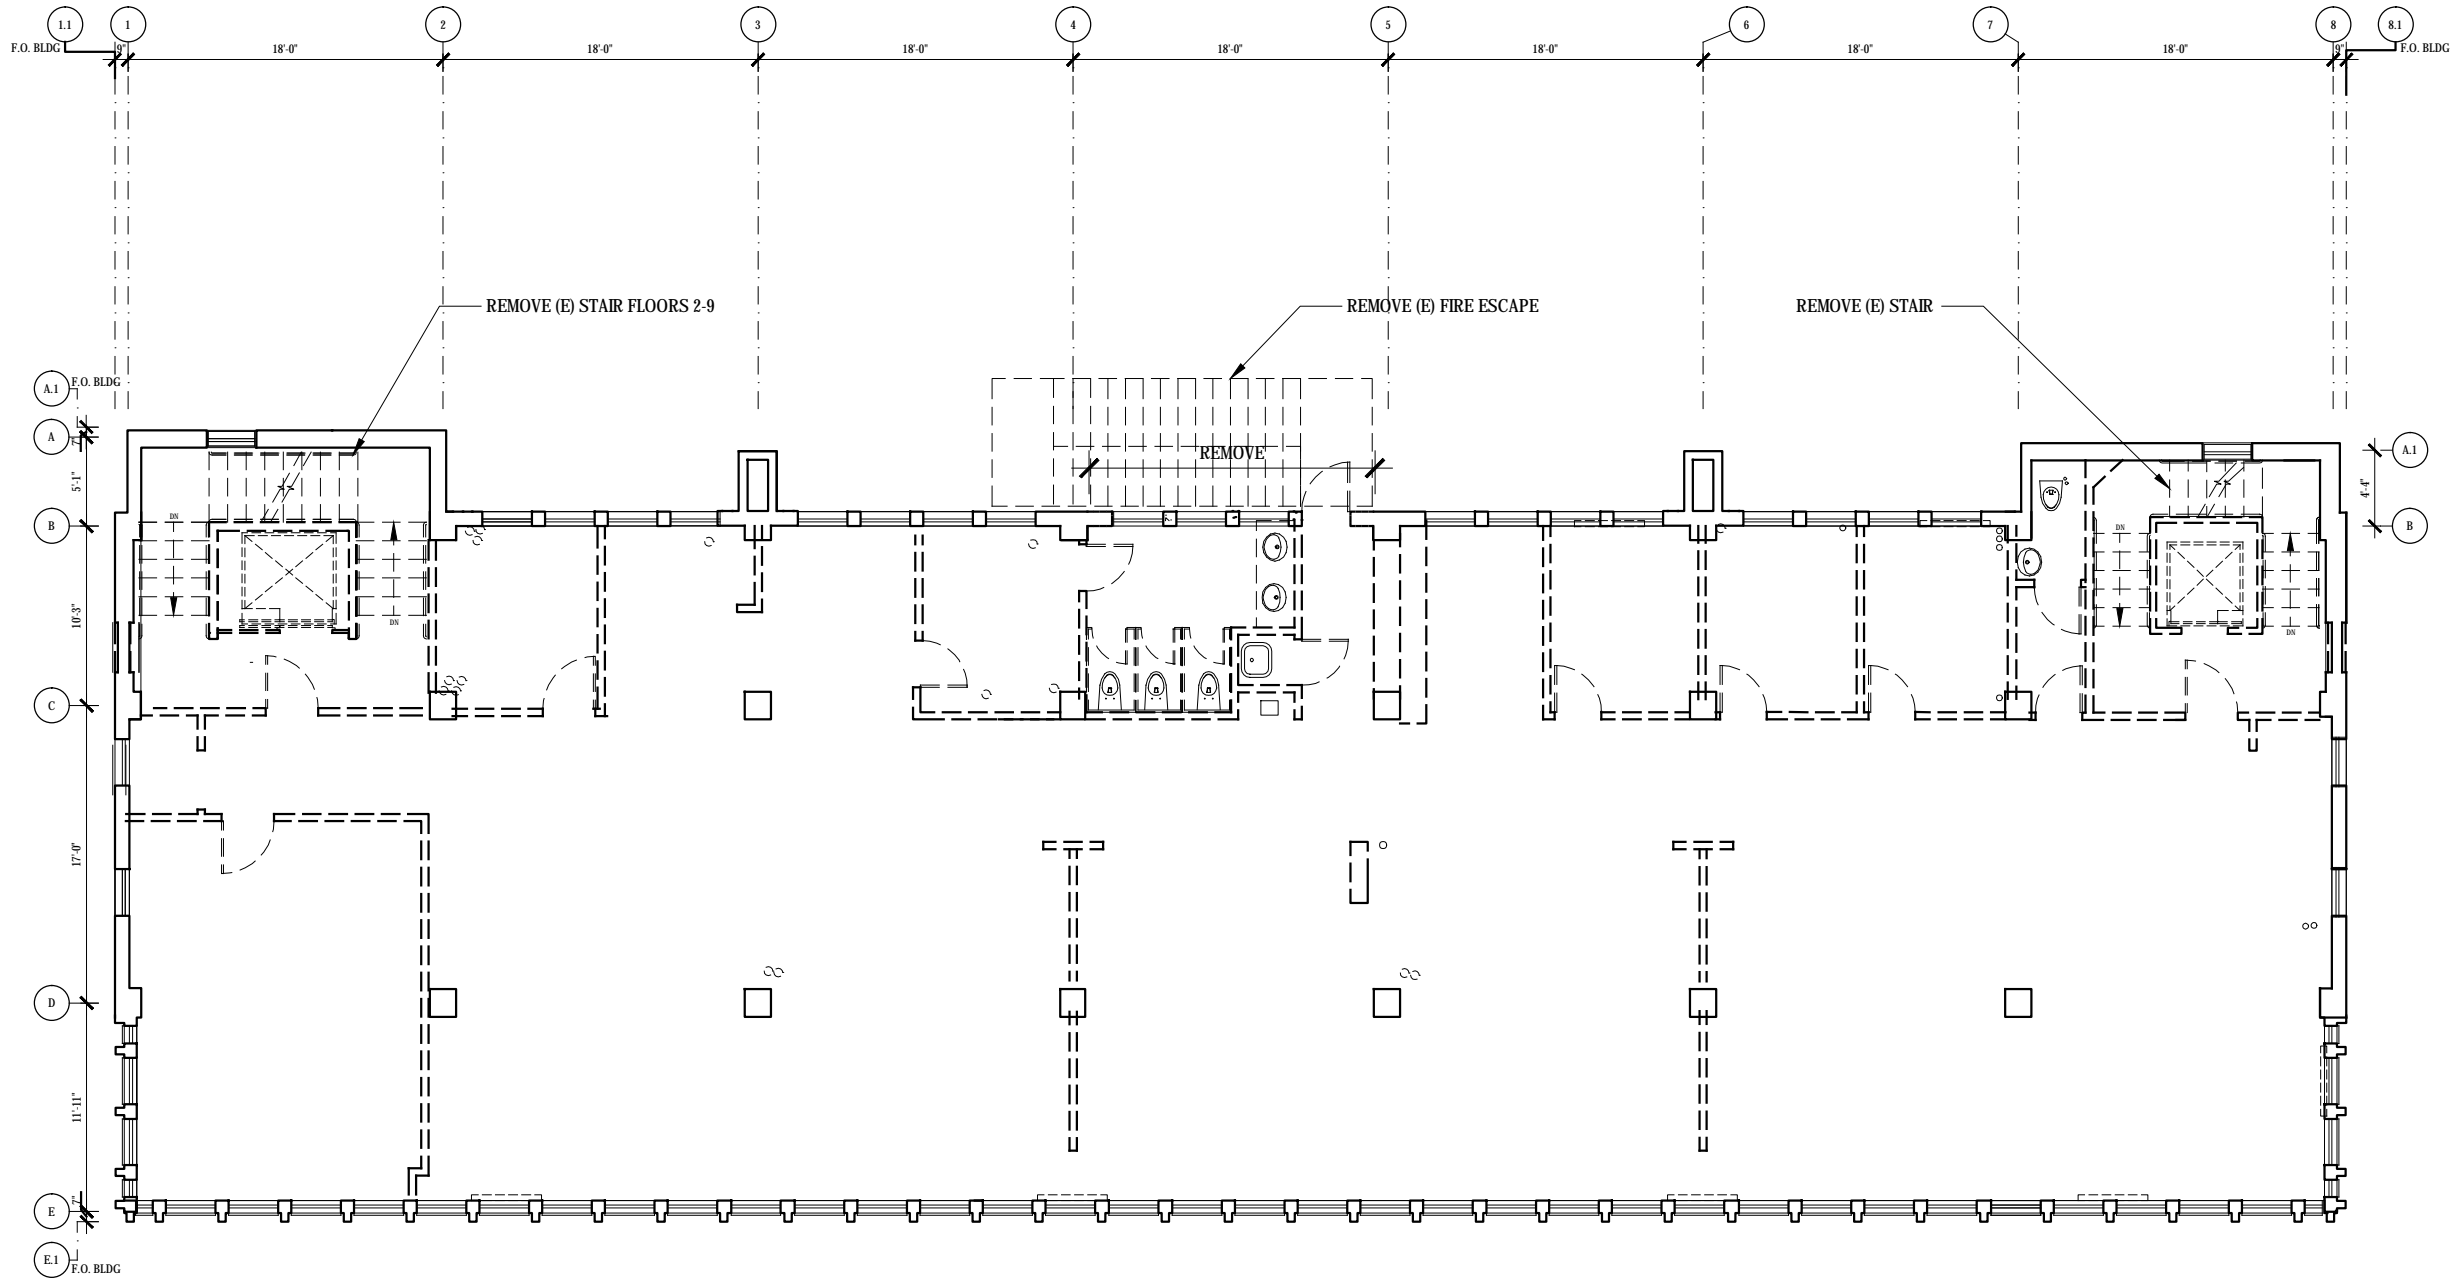 1.1 1 2 3 4 5 6 7 8 8.1
F.O. BLDG 9" 18'-0" 18'-0" 18'-0" 18'-0" 18'-0" 18'-0" 18'-0" 9" F.O. BLDG
REMOVE (E) STAIR FLOORS 2-9 REMOVE (E) FIRE ESCAPE REMOVE (E) STAIR
A.1 F.O. BLDG
A 7"
REMOVE
A.1
5'-1"
4'-4"
B B
DN DN
10'-3"
DN DN
C
17'-0"
D
11'-11"
7"
E
E.1 F.O. BLDG